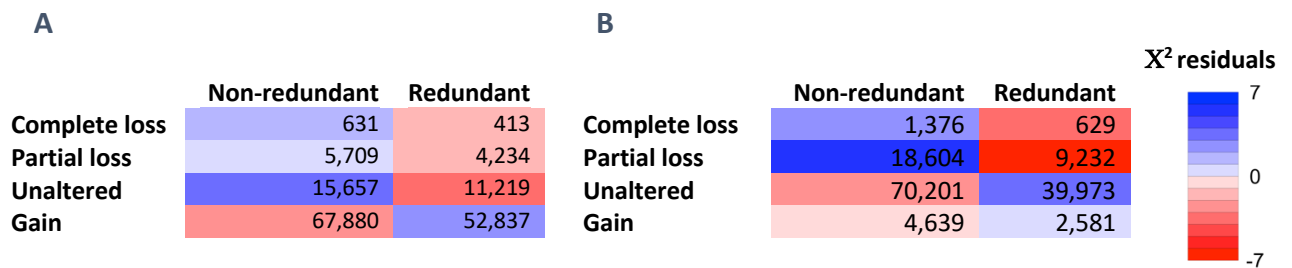 A
Non-redundant Redundant
Complete loss 631 413
Partial loss 5,709 4,234
Unaltered 15,657 11,219
Gain 67,880 52,837
B
Non-redundant Redundant
Complete loss 1,376 629
Partial loss 18,604 9,232
Unaltered 70,201 39,973
Gain 4,639 2,581
X² residuals
7
0
-7